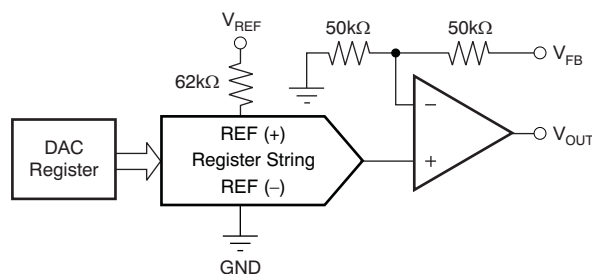 V_REF
50kΩ
50kΩ
V_FB
62kΩ
DAC
Register
REF (+)
Register String
REF (–)
–
+
V_OUT
GND